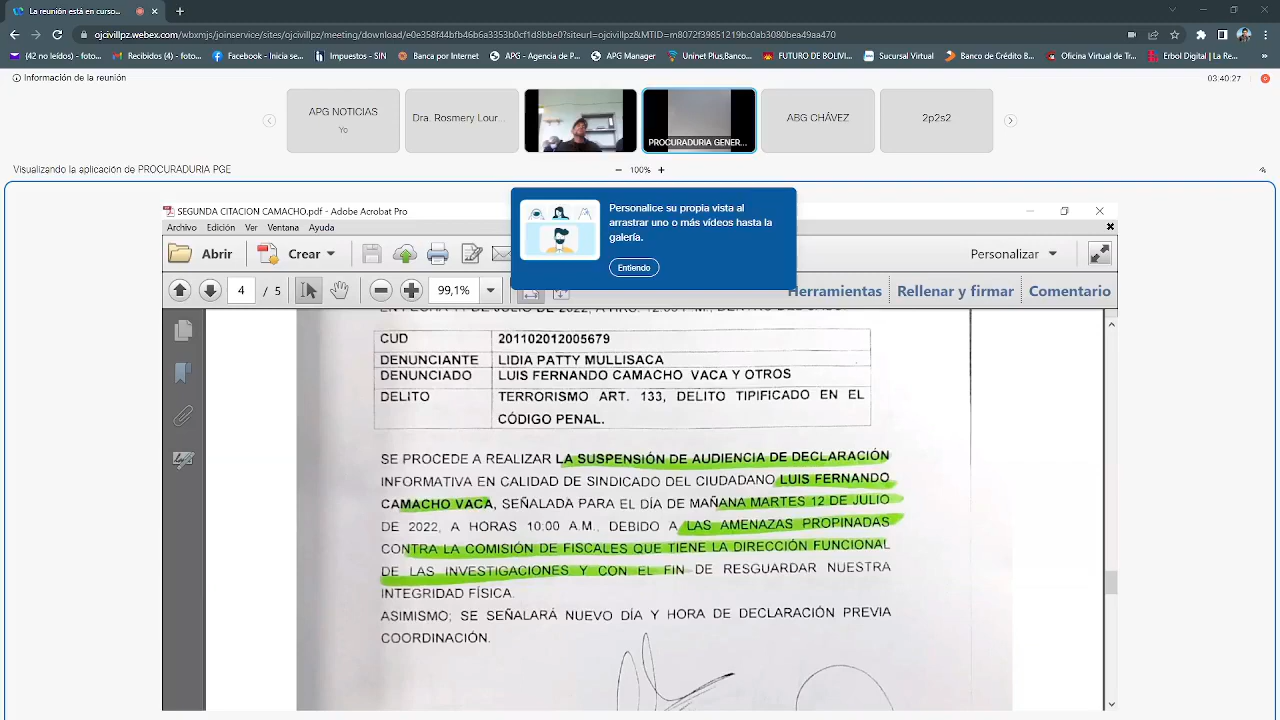 La reunión está en curso...
ojcivillpz.webex.com/wbxmjs/joinservice/sites/ojcivillpz/meeting/download/e0e358f44bfb46b6a3353b0cf1d8bbe0?siteurl=ojcivillpz&MTID=m8072f39851219bc0ab3080bea49aa470
(42 no leídos) - foto... Recibidos (4) - foto... Facebook - Inicia se... Impuestos - SIN APG - Agencia de P... APG Manager Uninet Plus,Banco... FUTURO DE BOLIVI... Sucursal Virtual Banco de Crédito B... Oficial Virtual de Tr... Erbol Digital | La Re...
Información de la reunión
03:40:27
APG NOTICIAS
Yo
Dra. Rosmery Lour...
PROCURADURIA GENER...
ABG CHÁVEZ
2p2s2
Visualizando la aplicación de PROCURADURIA PGE
− 100% +
Personalice su propia vista al
arrastrar uno o más vídeos hasta la
galería.
Entiendo
SEGUNDA CITACION CAMACHO.pdf - Adobe Acrobat Pro
Archivo Edición Ver Ventana Ayuda
Abrir Crear Personalizar
4 / 5 99,1% Herramientas Rellenar y firmar Comentario
CUD 201102012005679
DENUNCIANTE LIDIA PATTY MULLISACA
DENUNCIADO LUIS FERNANDO CAMACHO VACA Y OTROS
DELITO TERRORISMO ART. 133, DELITO TIPIFICADO EN EL
CÓDIGO PENAL.
SE PROCEDE A REALIZAR LA SUSPENSIÓN DE AUDIENCIA DE DECLARACIÓN
INFORMATIVA EN CALIDAD DE SINDICADO DEL CIUDADANO LUIS FERNANDO
CAMACHO VACA, SEÑALADA PARA EL DÍA DE MAÑANA MARTES 12 DE JULIO
DE 2022, A HORAS 10:00 A.M., DEBIDO A LAS AMENAZAS PROPINADAS
CONTRA LA COMISIÓN DE FISCALES QUE TIENE LA DIRECCIÓN FUNCIONAL
DE LAS INVESTIGACIONES Y CON EL FIN DE RESGUARDAR NUESTRA
INTEGRIDAD FÍSICA.
ASIMISMO; SE SEÑALARÁ NUEVO DÍA Y HORA DE DECLARACIÓN PREVIA
COORDINACIÓN.